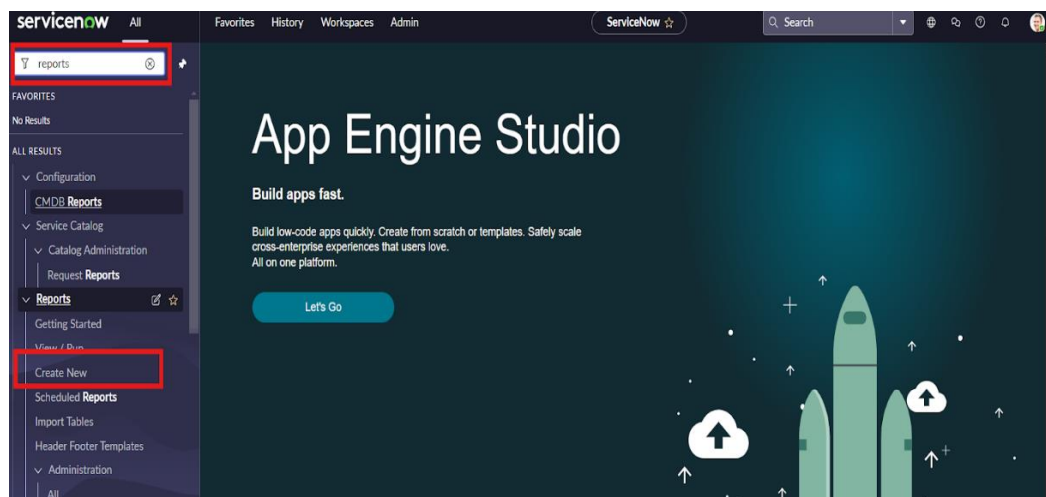 servicenow All Favorites History Workspaces Admin ServiceNow Search
reports
FAVORITES
No Results
ALL RESULTS
Configuration
CMDB Reports
Service Catalog
Catalog Administration
Request Reports
Reports
Getting Started
View / Run
Create New
Scheduled Reports
Import Tables
Header Footer Templates
Administration
All
App Engine Studio
Build apps fast.
Build low-code apps quickly. Create from scratch or templates. Safely scale
cross-enterprise experiences that users love.
All on one platform.
Let's Go